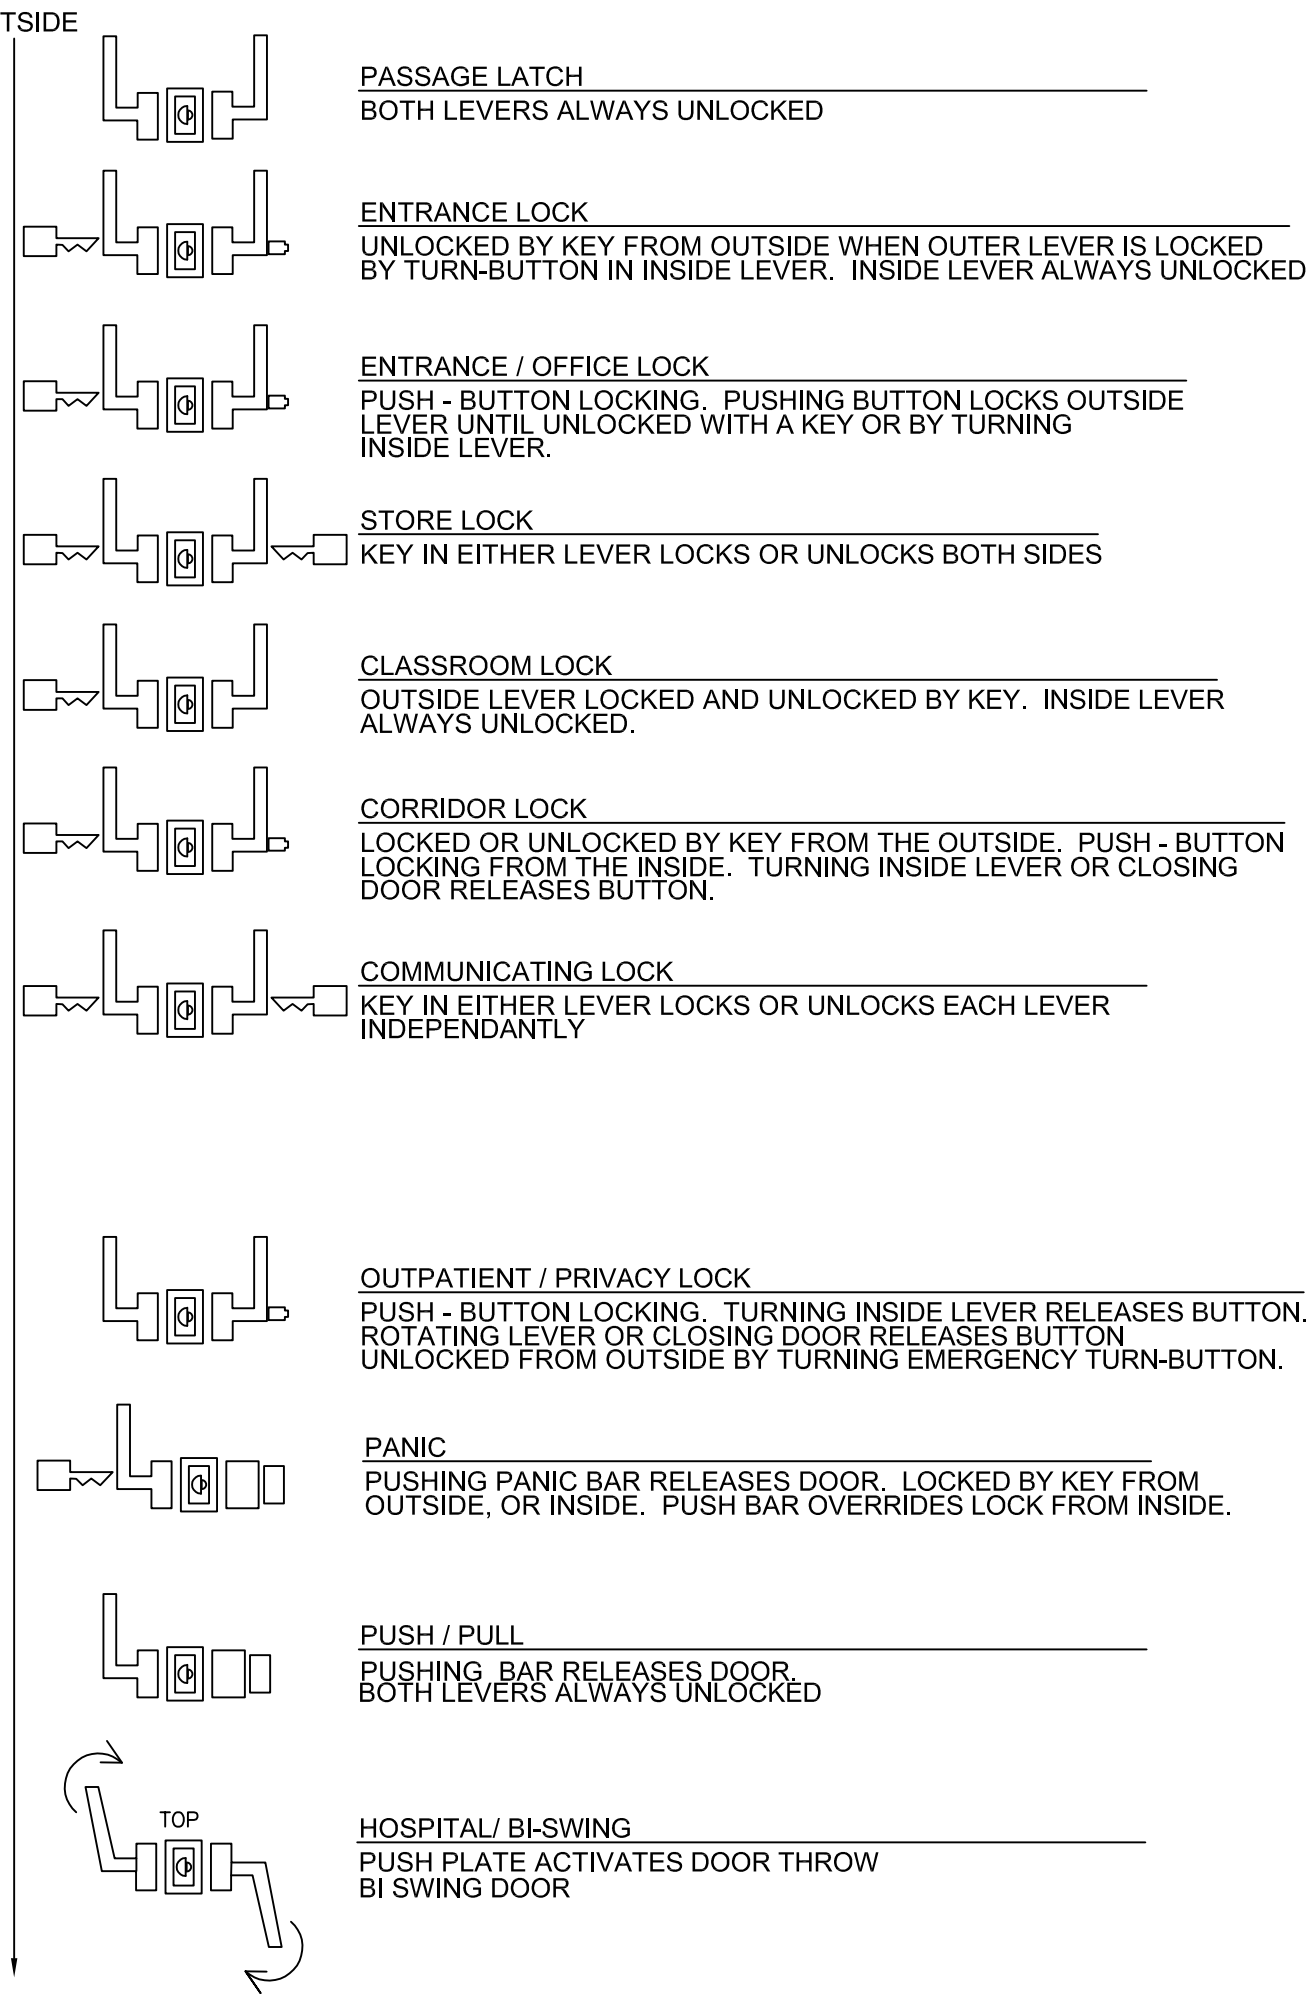 TSIDE
PASSAGE LATCH
BOTH LEVERS ALWAYS UNLOCKED
ENTRANCE LOCK
UNLOCKED BY KEY FROM OUTSIDE WHEN OUTER LEVER IS LOCKED
BY TURN-BUTTON IN INSIDE LEVER. INSIDE LEVER ALWAYS UNLOCKED
ENTRANCE / OFFICE LOCK
PUSH - BUTTON LOCKING. PUSHING BUTTON LOCKS OUTSIDE
LEVER UNTIL UNLOCKED WITH A KEY OR BY TURNING
INSIDE LEVER.
STORE LOCK
KEY IN EITHER LEVER LOCKS OR UNLOCKS BOTH SIDES
CLASSROOM LOCK
OUTSIDE LEVER LOCKED AND UNLOCKED BY KEY. INSIDE LEVER
ALWAYS UNLOCKED.
CORRIDOR LOCK
LOCKED OR UNLOCKED BY KEY FROM THE OUTSIDE. PUSH - BUTTON
LOCKING FROM THE INSIDE. TURNING INSIDE LEVER OR CLOSING
DOOR RELEASES BUTTON.
COMMUNICATING LOCK
KEY IN EITHER LEVER LOCKS OR UNLOCKS EACH LEVER
INDEPENDANTLY
OUTPATIENT / PRIVACY LOCK
PUSH - BUTTON LOCKING. TURNING INSIDE LEVER RELEASES BUTTON.
ROTATING LEVER OR CLOSING DOOR RELEASES BUTTON
UNLOCKED FROM OUTSIDE BY TURNING EMERGENCY TURN-BUTTON.
PANIC
PUSHING PANIC BAR RELEASES DOOR. LOCKED BY KEY FROM
OUTSIDE, OR INSIDE. PUSH BAR OVERRIDES LOCK FROM INSIDE.
PUSH / PULL
PUSHING BAR RELEASES DOOR.
BOTH LEVERS ALWAYS UNLOCKED
TOP
HOSPITAL/ BI-SWING
PUSH PLATE ACTIVATES DOOR THROW
BI SWING DOOR